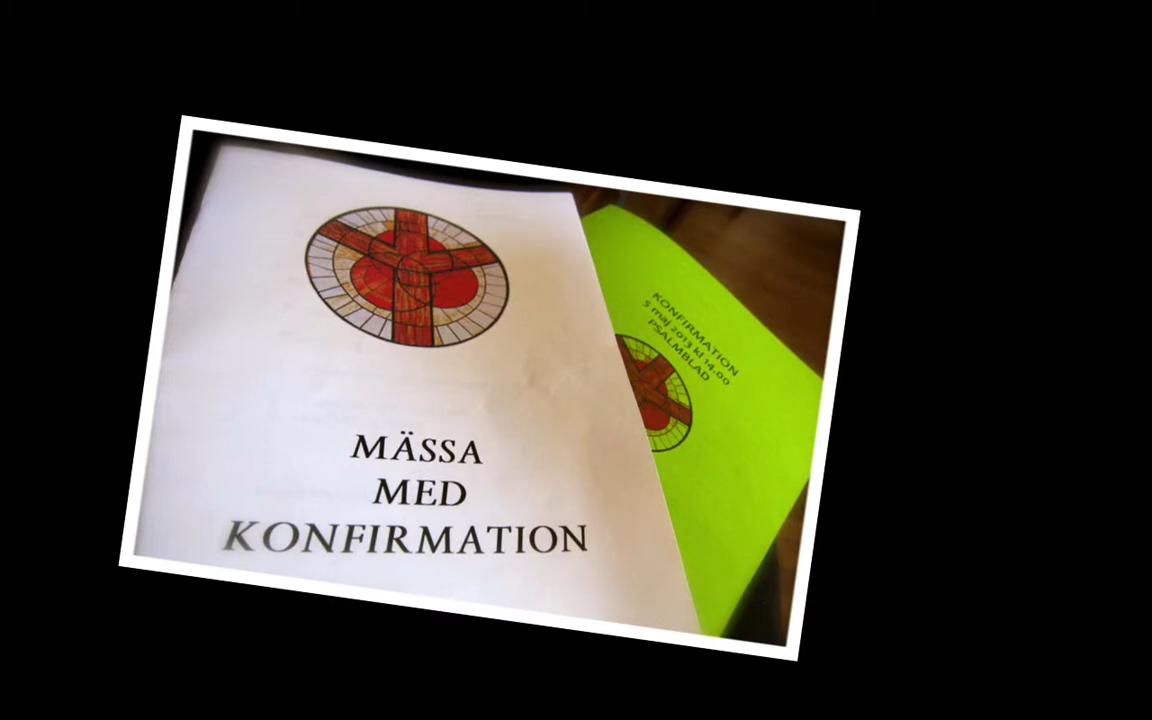 MÄSSA
MED
KONFIRMATION
KONFIRMATION
5 maj 2013 kl 14.00
PSALMBLAD